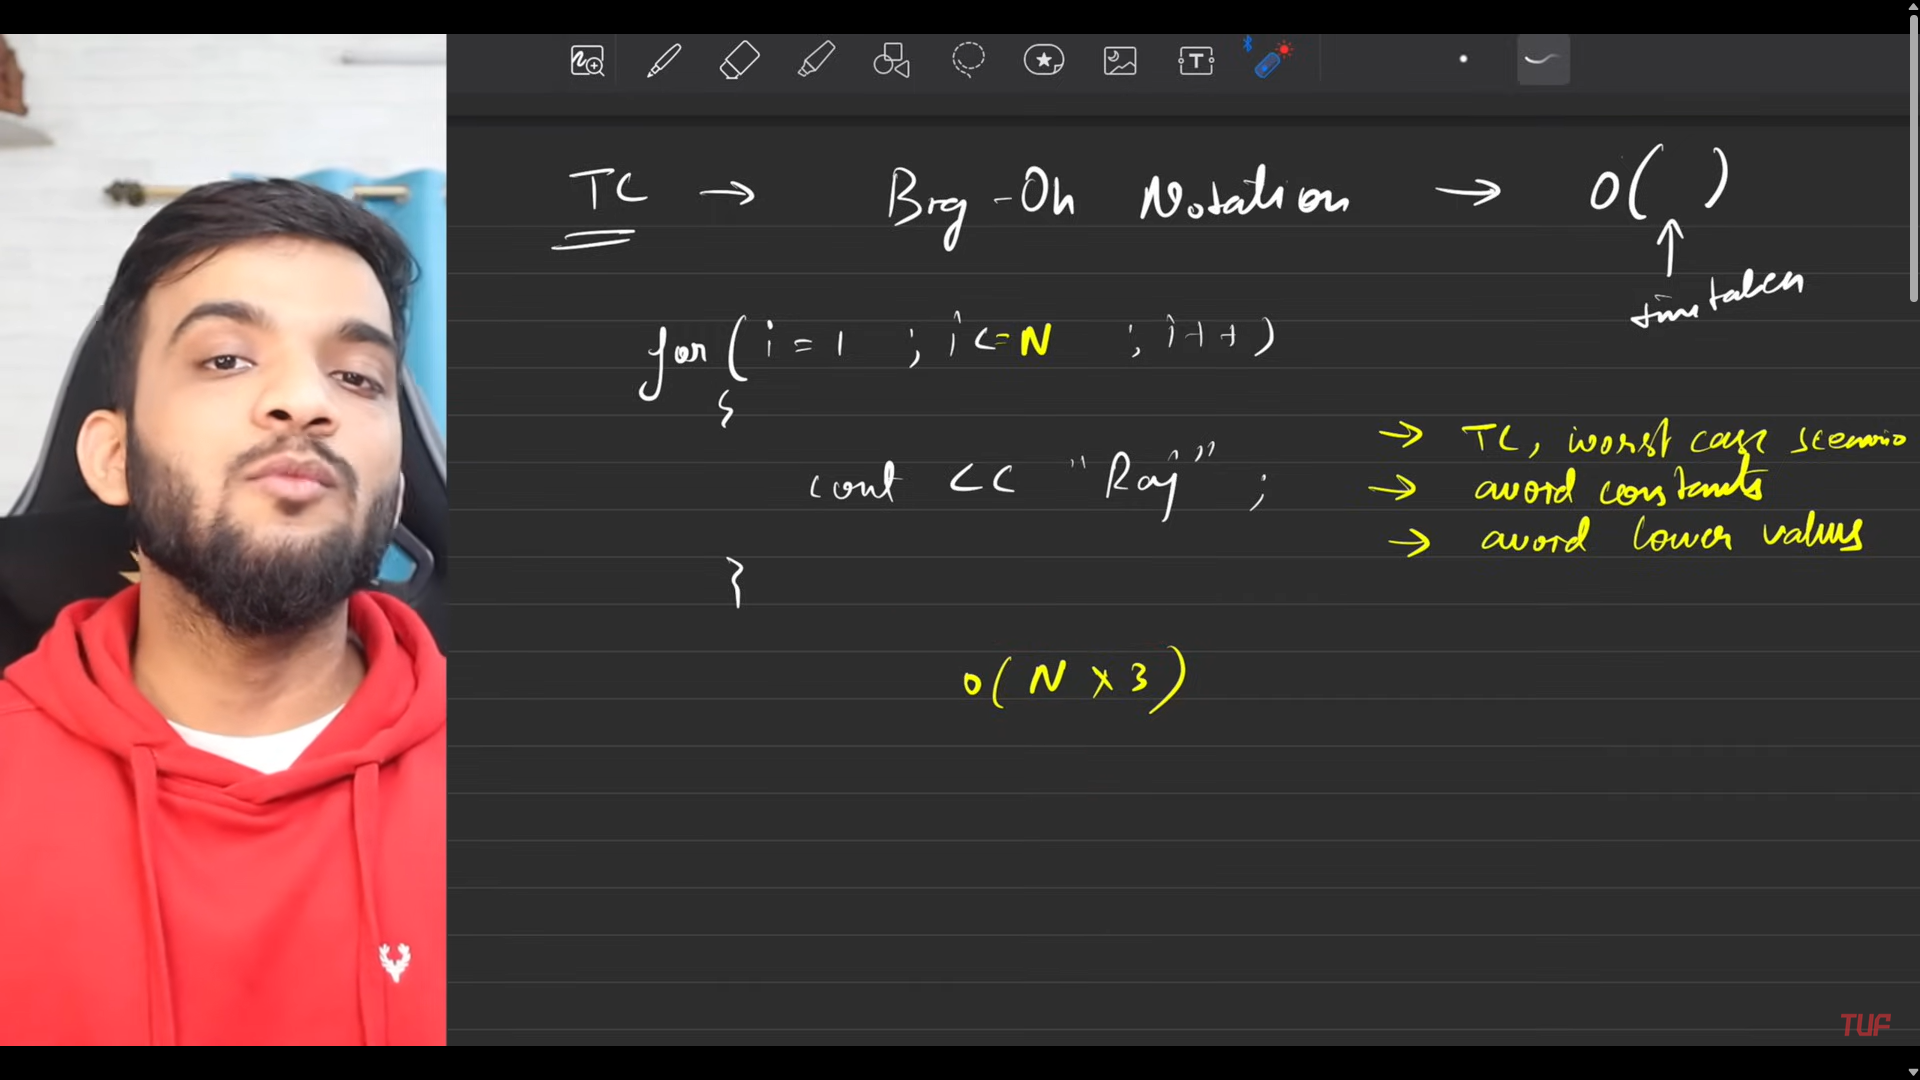 TC → Big-Oh Notation → O( )
↑
time taken
for( i = 1 ; i <= N ; i++ )
{
→ TC, worst case scenario
cout << "Raj" ;
→ avoid constants
→ avoid lower values
}
O( N x 3 )
TUF